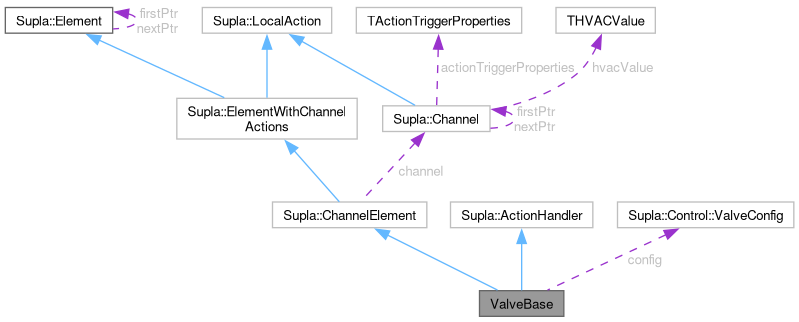 Supla::Element
firstPtr
nextPtr
Supla::LocalAction
TActionTriggerProperties
THVACValue
actionTriggerProperties
hvacValue
Supla::ElementWithChannel
Actions
Supla::Channel
firstPtr
nextPtr
channel
Supla::ChannelElement
Supla::ActionHandler
Supla::Control::ValveConfig
config
ValveBase